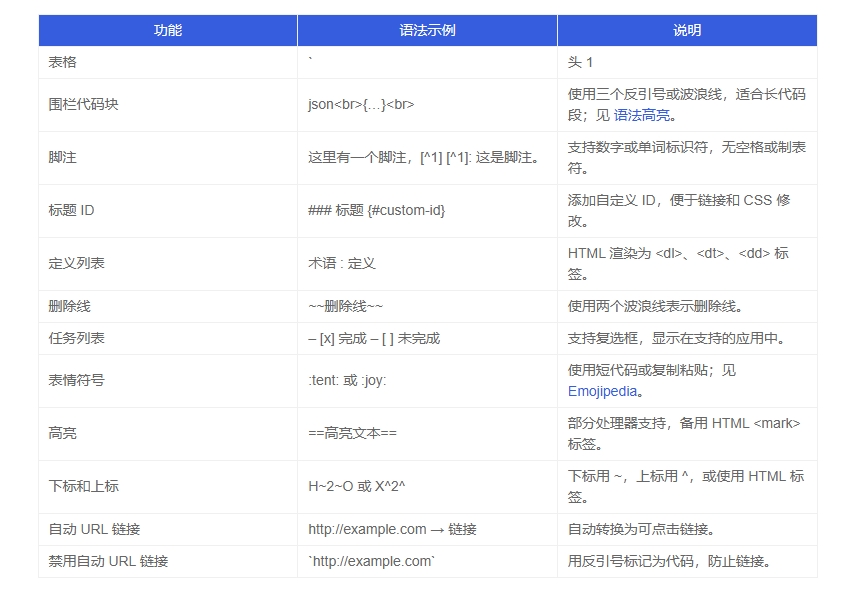 功能 语法示例 说明
表格 ` 头 1
围栏代码块 json<br>{…}<br> 使用三个反引号或波浪线，适合长代码
段；见 语法高亮。
脚注 这里有一个脚注，[^1] [^1]: 这是脚注。 支持数字或单词标识符，无空格或制表
符。
标题 ID ### 标题 {#custom-id} 添加自定义 ID，便于链接和 CSS 修
改。
定义列表 术语 : 定义 HTML 渲染为 <dl>、<dt>、<dd> 标
签。
删除线 ~~删除线~~ 使用两个波浪线表示删除线。
任务列表 – [x] 完成 – [ ] 未完成 支持复选框，显示在支持的应用中。
表情符号 :tent: 或 :joy: 使用短代码或复制粘贴；见
Emojipedia。
高亮 ==高亮文本== 部分处理器支持，备用 HTML <mark>
标签。
下标和上标 H~2~O 或 X^2^ 下标用 ~，上标用 ^，或使用 HTML 标
签。
自动 URL 链接 http://example.com → 链接 自动转换为可点击链接。
禁用自动 URL 链接 `http://example.com` 用反引号标记为代码，防止链接。